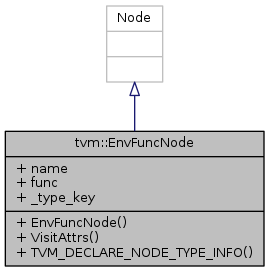 Node
tvm::EnvFuncNode
+ name
+ func
+ _type_key
+ EnvFuncNode()
+ VisitAttrs()
+ TVM_DECLARE_NODE_TYPE_INFO()